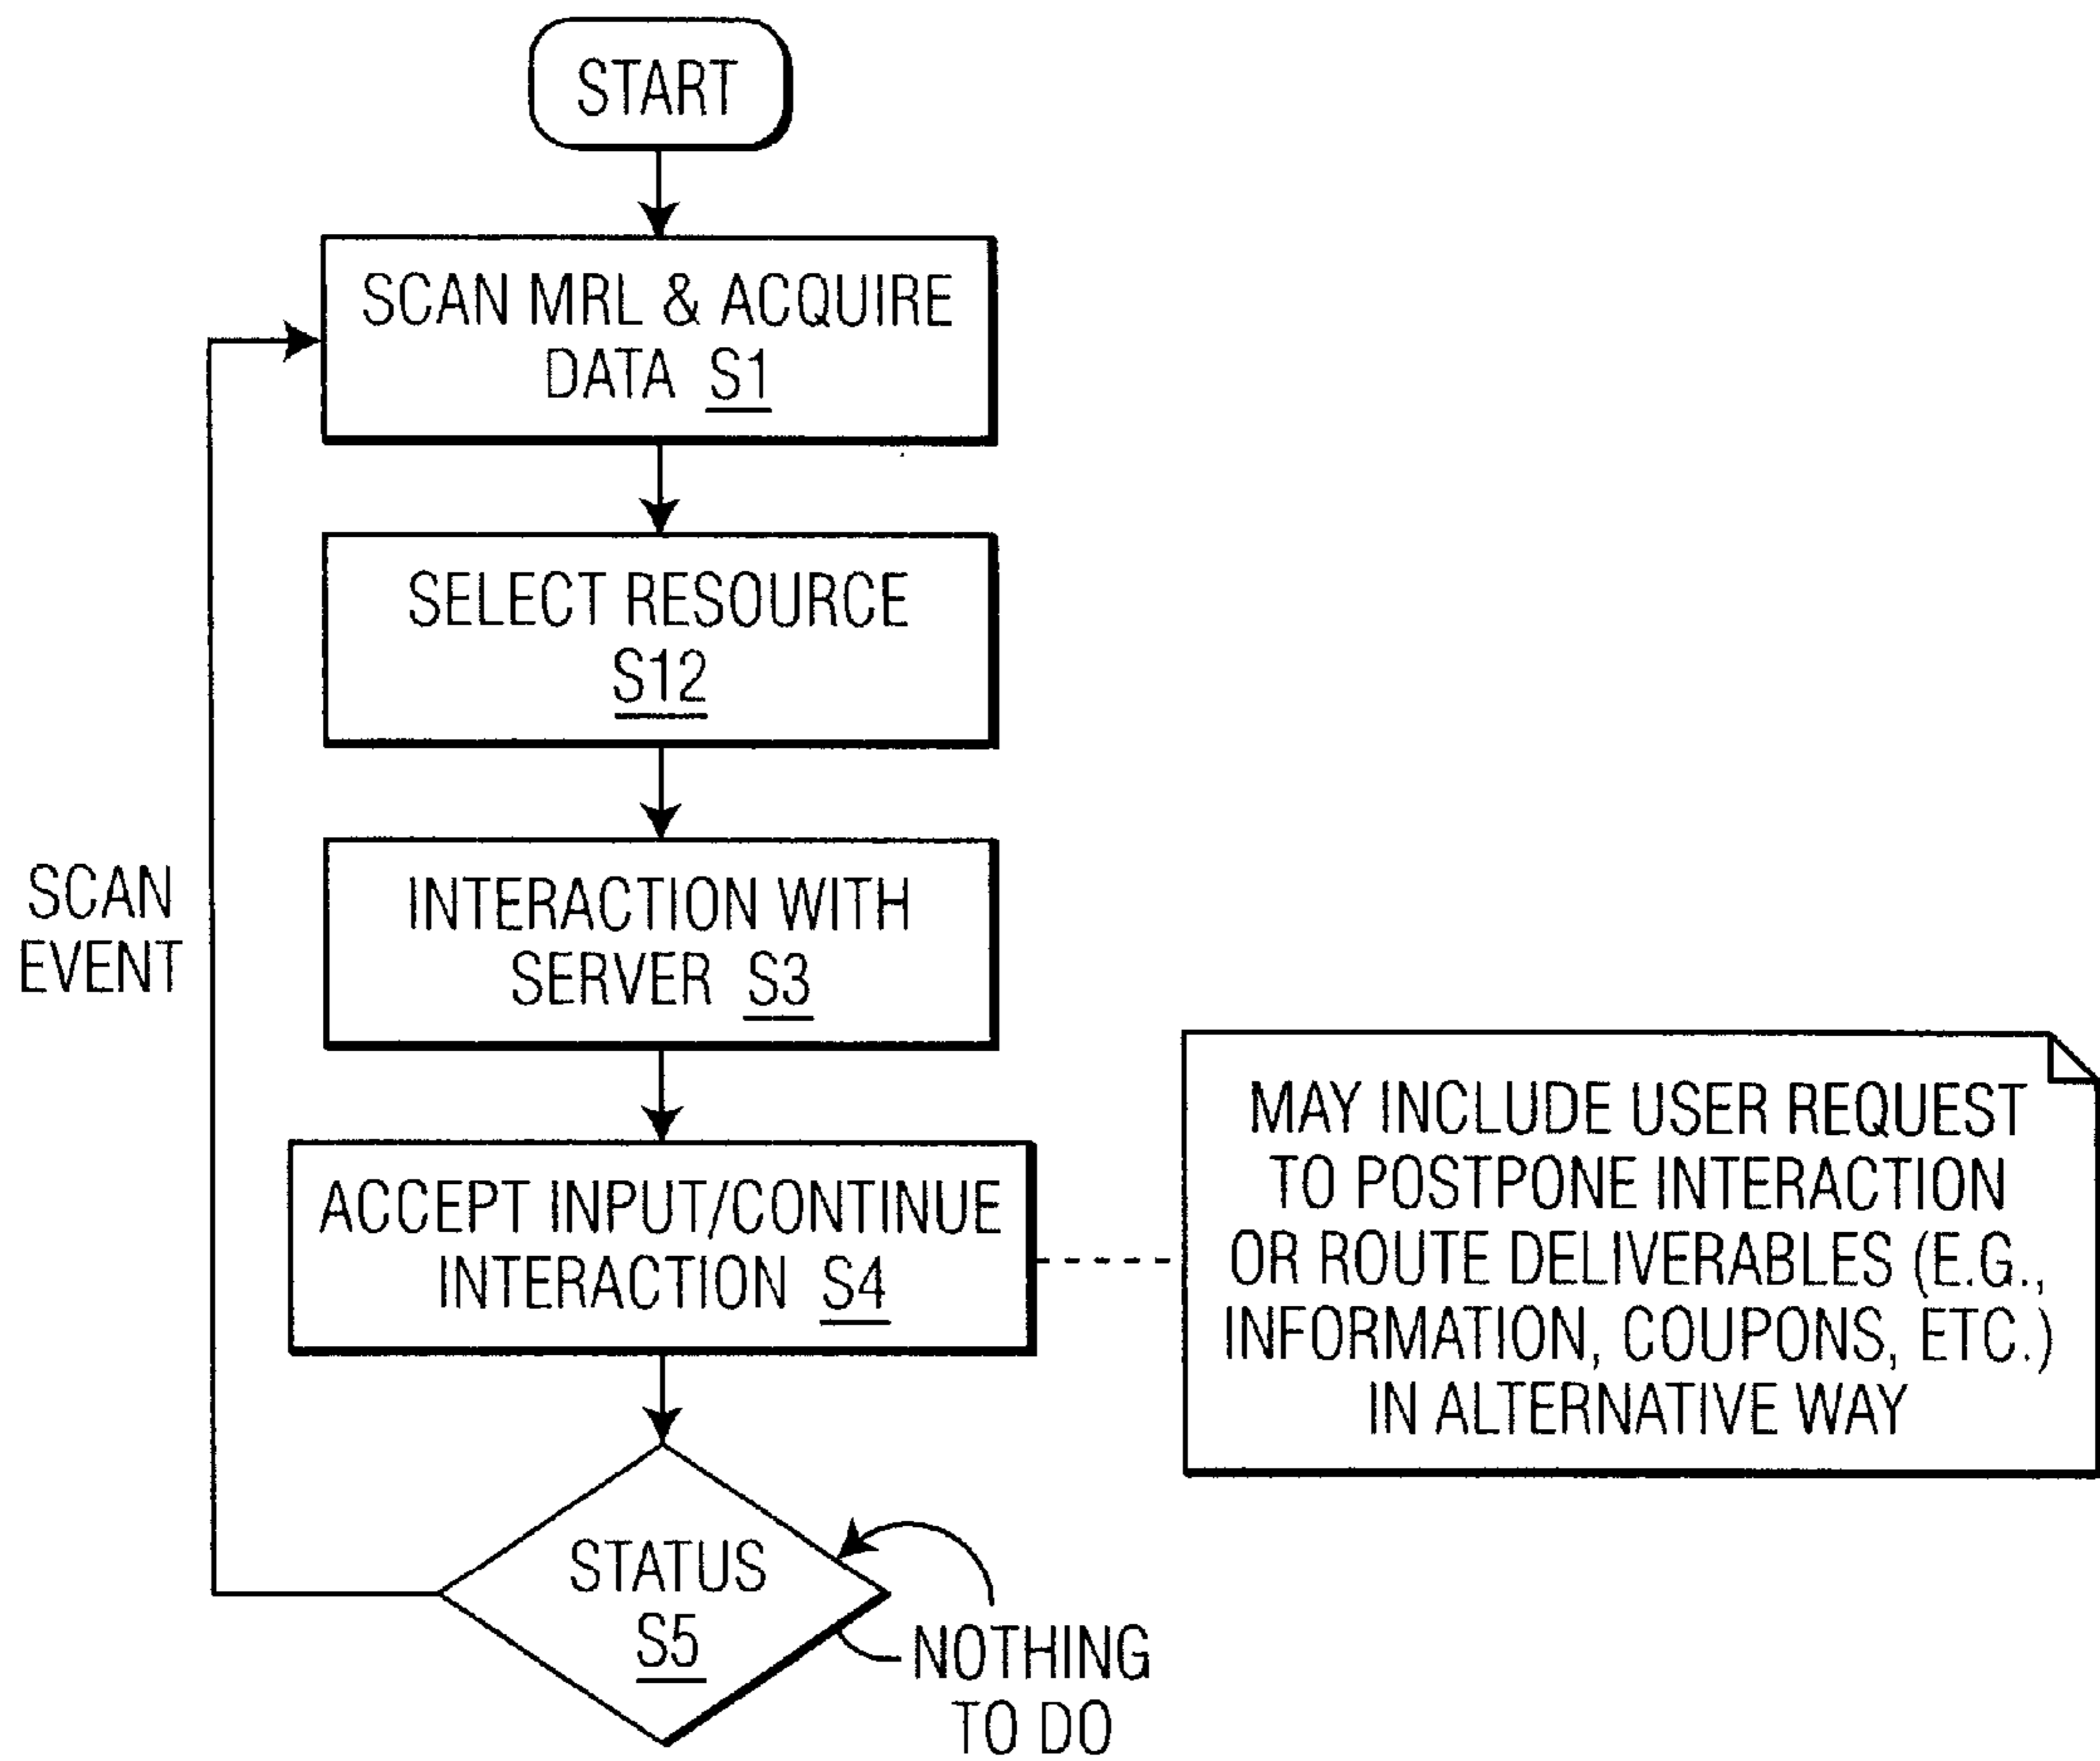 START
SCAN MRL & ACQUIRE
DATA S1
SELECT RESOURCE
S12
INTERACTION WITH
SERVER S3
SCAN
EVENT
ACCEPT INPUT/CONTINUE
INTERACTION S4
MAY INCLUDE USER REQUEST
TO POSTPONE INTERACTION
OR ROUTE DELIVERABLES (E.G.,
INFORMATION, COUPONS, ETC.)
IN ALTERNATIVE WAY
STATUS
S5
NOTHING
TO DO